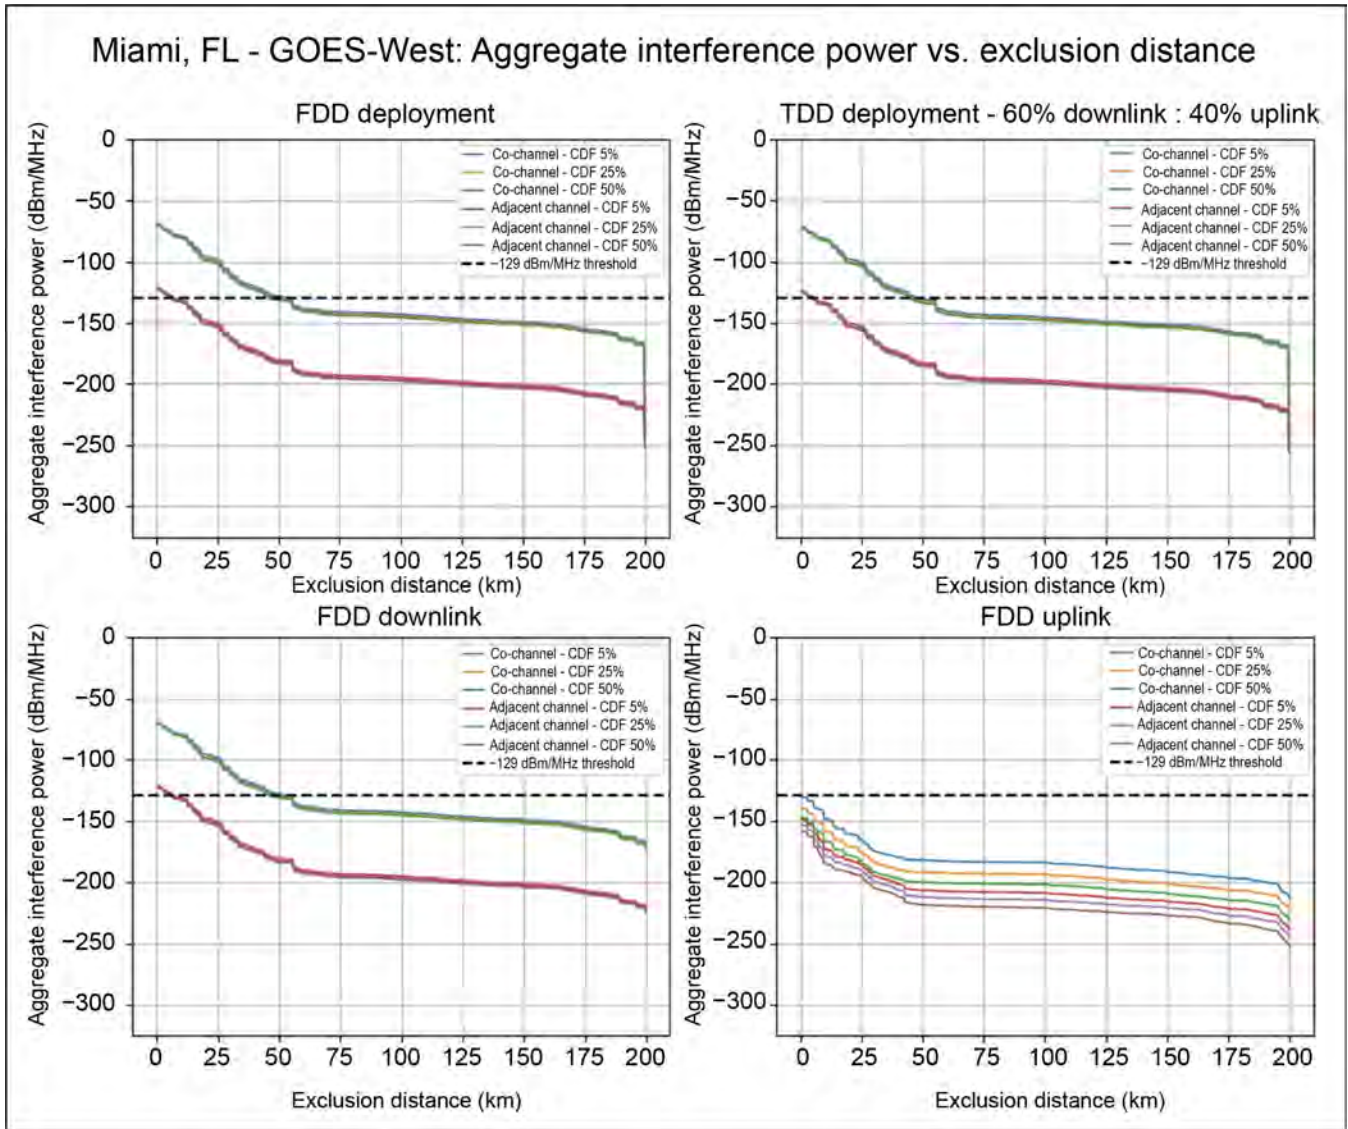 Miami, FL - GOES-West: Aggregate interference power vs. exclusion distance
FDD deployment
Aggregate interference power (dBm/MHz)
0
−50
−100
−150
−200
−250
−300
Co-channel - CDF 5%
Co-channel - CDF 25%
Co-channel - CDF 50%
Adjacent channel - CDF 5%
Adjacent channel - CDF 25%
Adjacent channel - CDF 50%
−129 dBm/MHz threshold
0 25 50 75 100 125 150 175 200
Exclusion distance (km)
TDD deployment - 60% downlink : 40% uplink
Aggregate interference power (dBm/MHz)
0
−50
−100
−150
−200
−250
−300
Co-channel - CDF 5%
Co-channel - CDF 25%
Co-channel - CDF 50%
Adjacent channel - CDF 5%
Adjacent channel - CDF 25%
Adjacent channel - CDF 50%
−129 dBm/MHz threshold
0 25 50 75 100 125 150 175 200
Exclusion distance (km)
FDD downlink
Aggregate interference power (dBm/MHz)
0
−50
−100
−150
−200
−250
−300
Co-channel - CDF 5%
Co-channel - CDF 25%
Co-channel - CDF 50%
Adjacent channel - CDF 5%
Adjacent channel - CDF 25%
Adjacent channel - CDF 50%
−129 dBm/MHz threshold
0 25 50 75 100 125 150 175 200
Exclusion distance (km)
FDD uplink
Aggregate interference power (dBm/MHz)
0
−50
−100
−150
−200
−250
−300
Co-channel - CDF 5%
Co-channel - CDF 25%
Co-channel - CDF 50%
Adjacent channel - CDF 5%
Adjacent channel - CDF 25%
Adjacent channel - CDF 50%
−129 dBm/MHz threshold
0 25 50 75 100 125 150 175 200
Exclusion distance (km)